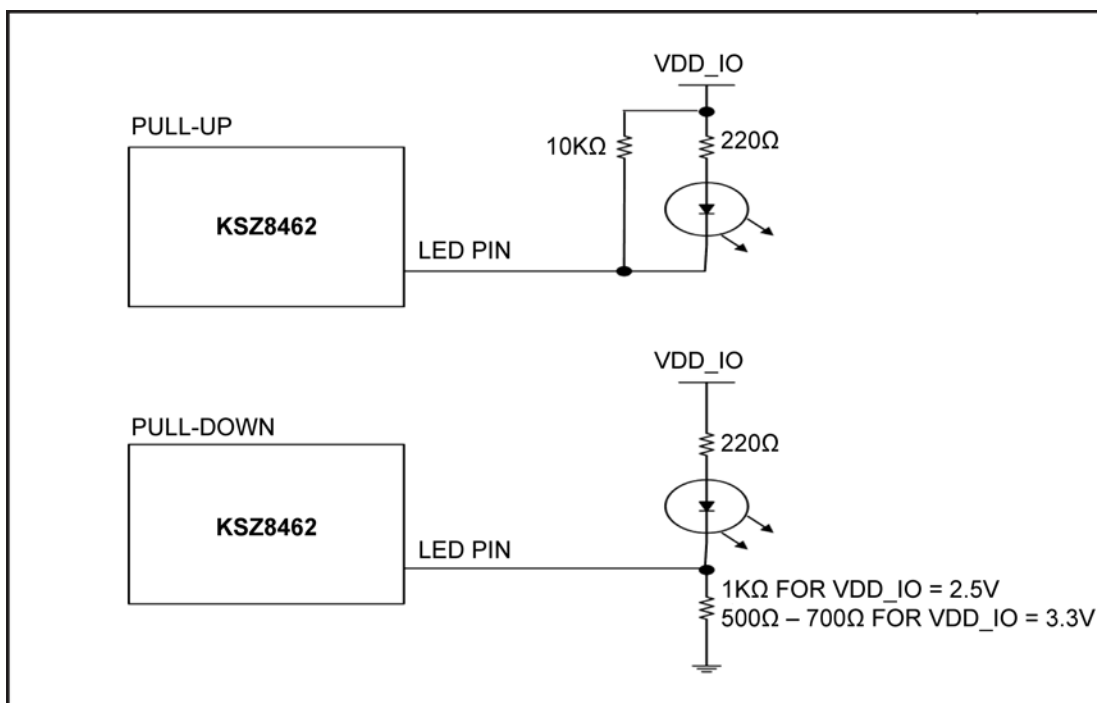 VDD_IO
PULL-UP
10KΩ
220Ω
KSZ8462
LED PIN
VDD_IO
PULL-DOWN
220Ω
KSZ8462
LED PIN
1KΩ FOR VDD_IO = 2.5V
500Ω – 700Ω FOR VDD_IO = 3.3V